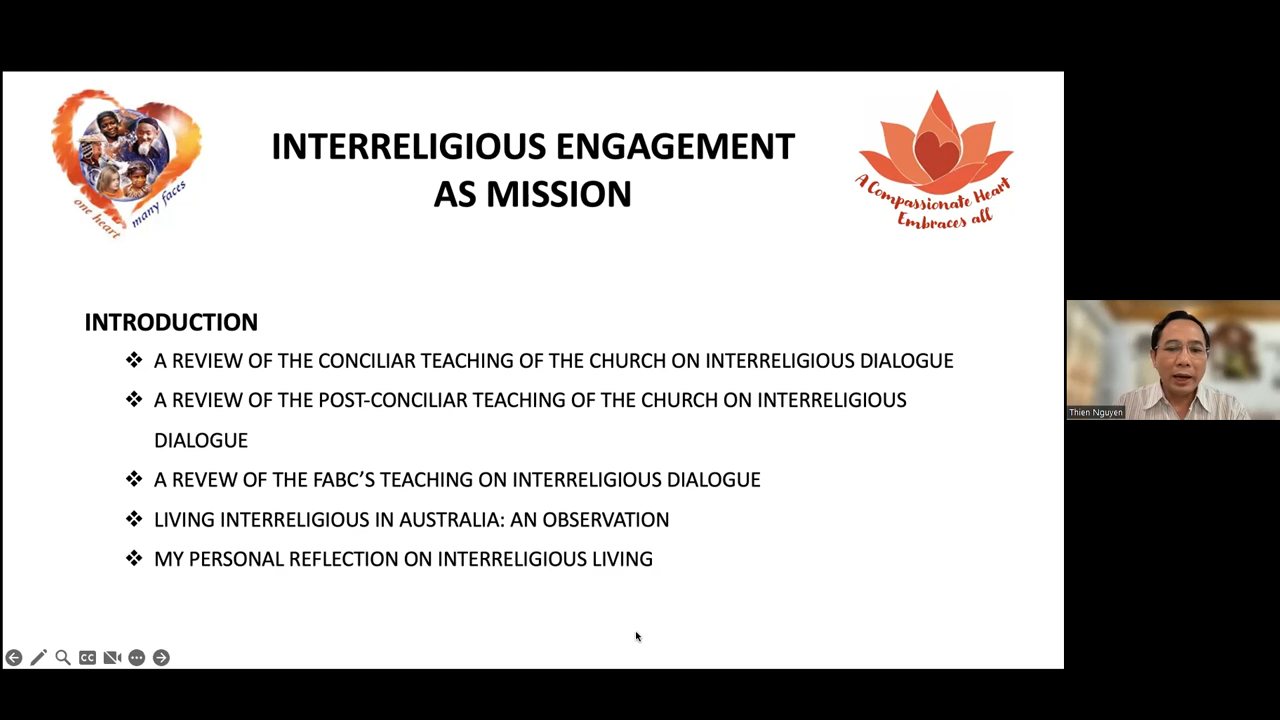 INTERRELIGIOUS ENGAGEMENT
AS MISSION
one heart
many faces
A Compassionate Heart
Embraces all
INTRODUCTION
❖ A REVIEW OF THE CONCILIAR TEACHING OF THE CHURCH ON INTERRELIGIOUS DIALOGUE
❖ A REVIEW OF THE POST-CONCILIAR TEACHING OF THE CHURCH ON INTERRELIGIOUS
DIALOGUE
❖ A REVEW OF THE FABC’S TEACHING ON INTERRELIGIOUS DIALOGUE
❖ LIVING INTERRELIGIOUS IN AUSTRALIA: AN OBSERVATION
❖ MY PERSONAL REFLECTION ON INTERRELIGIOUS LIVING
Thien Nguyen
CC